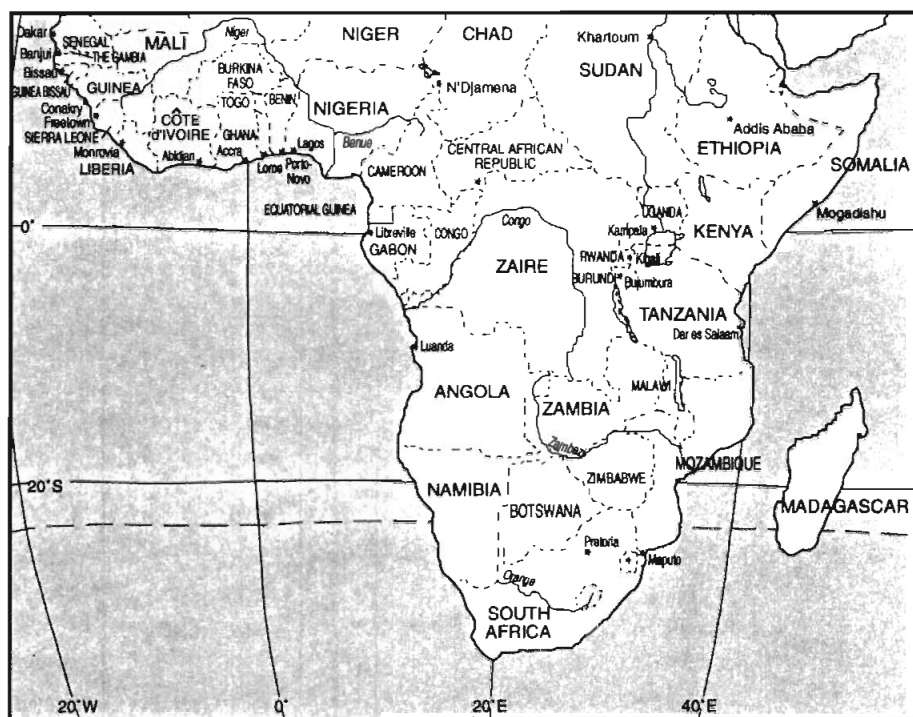 Dakar
SENEGAL
MALI
Niger
NIGER
CHAD
Khartoum
Banjul
THE GAMBIA
SUDAN
Bissau
BURKINA
FASO
N'Djamena
GUINEA
GUINEA BISSAU
TOGO
BENIN
NIGERIA
Conakry
Freetown
CÔTE
d'IVOIRE
Addis Ababa
SIERRA LEONE
GHANA
Lagos
Benue
ETHIOPIA
Monrovia
Abidjan
Accra
Lome
Porto-
Novo
CENTRAL AFRICAN
REPUBLIC
SOMALIA
LIBERIA
CAMEROON
EQUATORIAL GUINEA
UGANDA
Mogadishu
0°
Libreville
CONGO
Congo
Kampala
KENYA
GABON
ZAIRE
RWANDA
Kigali
BURUNDI
Bujumbura
TANZANIA
Dar es Salaam
Luanda
ANGOLA
MALAWI
ZAMBIA
Zambezi
MOZAMBIQUE
20°S
NAMIBIA
ZIMBABWE
BOTSWANA
MADAGASCAR
Pretoria
Maputo
Orange
SOUTH
AFRICA
20°W
0°
20°E
40°E